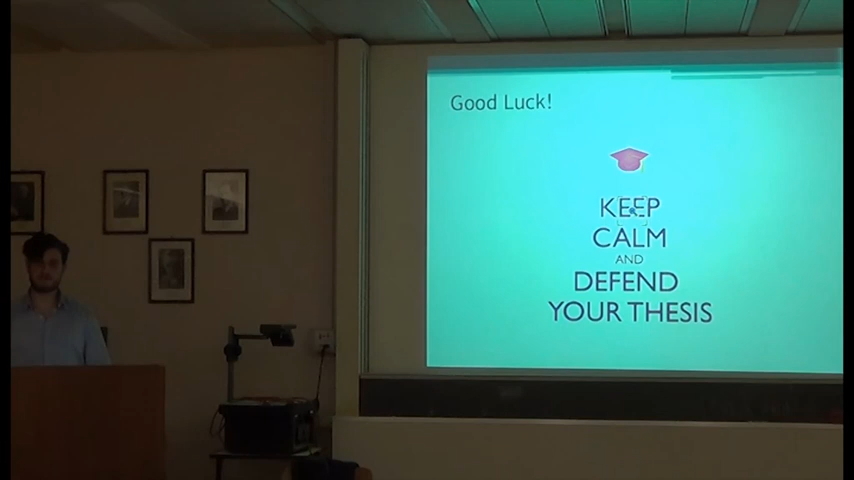 Good Luck!
KEEP
CALM
AND
DEFEND
YOUR THESIS